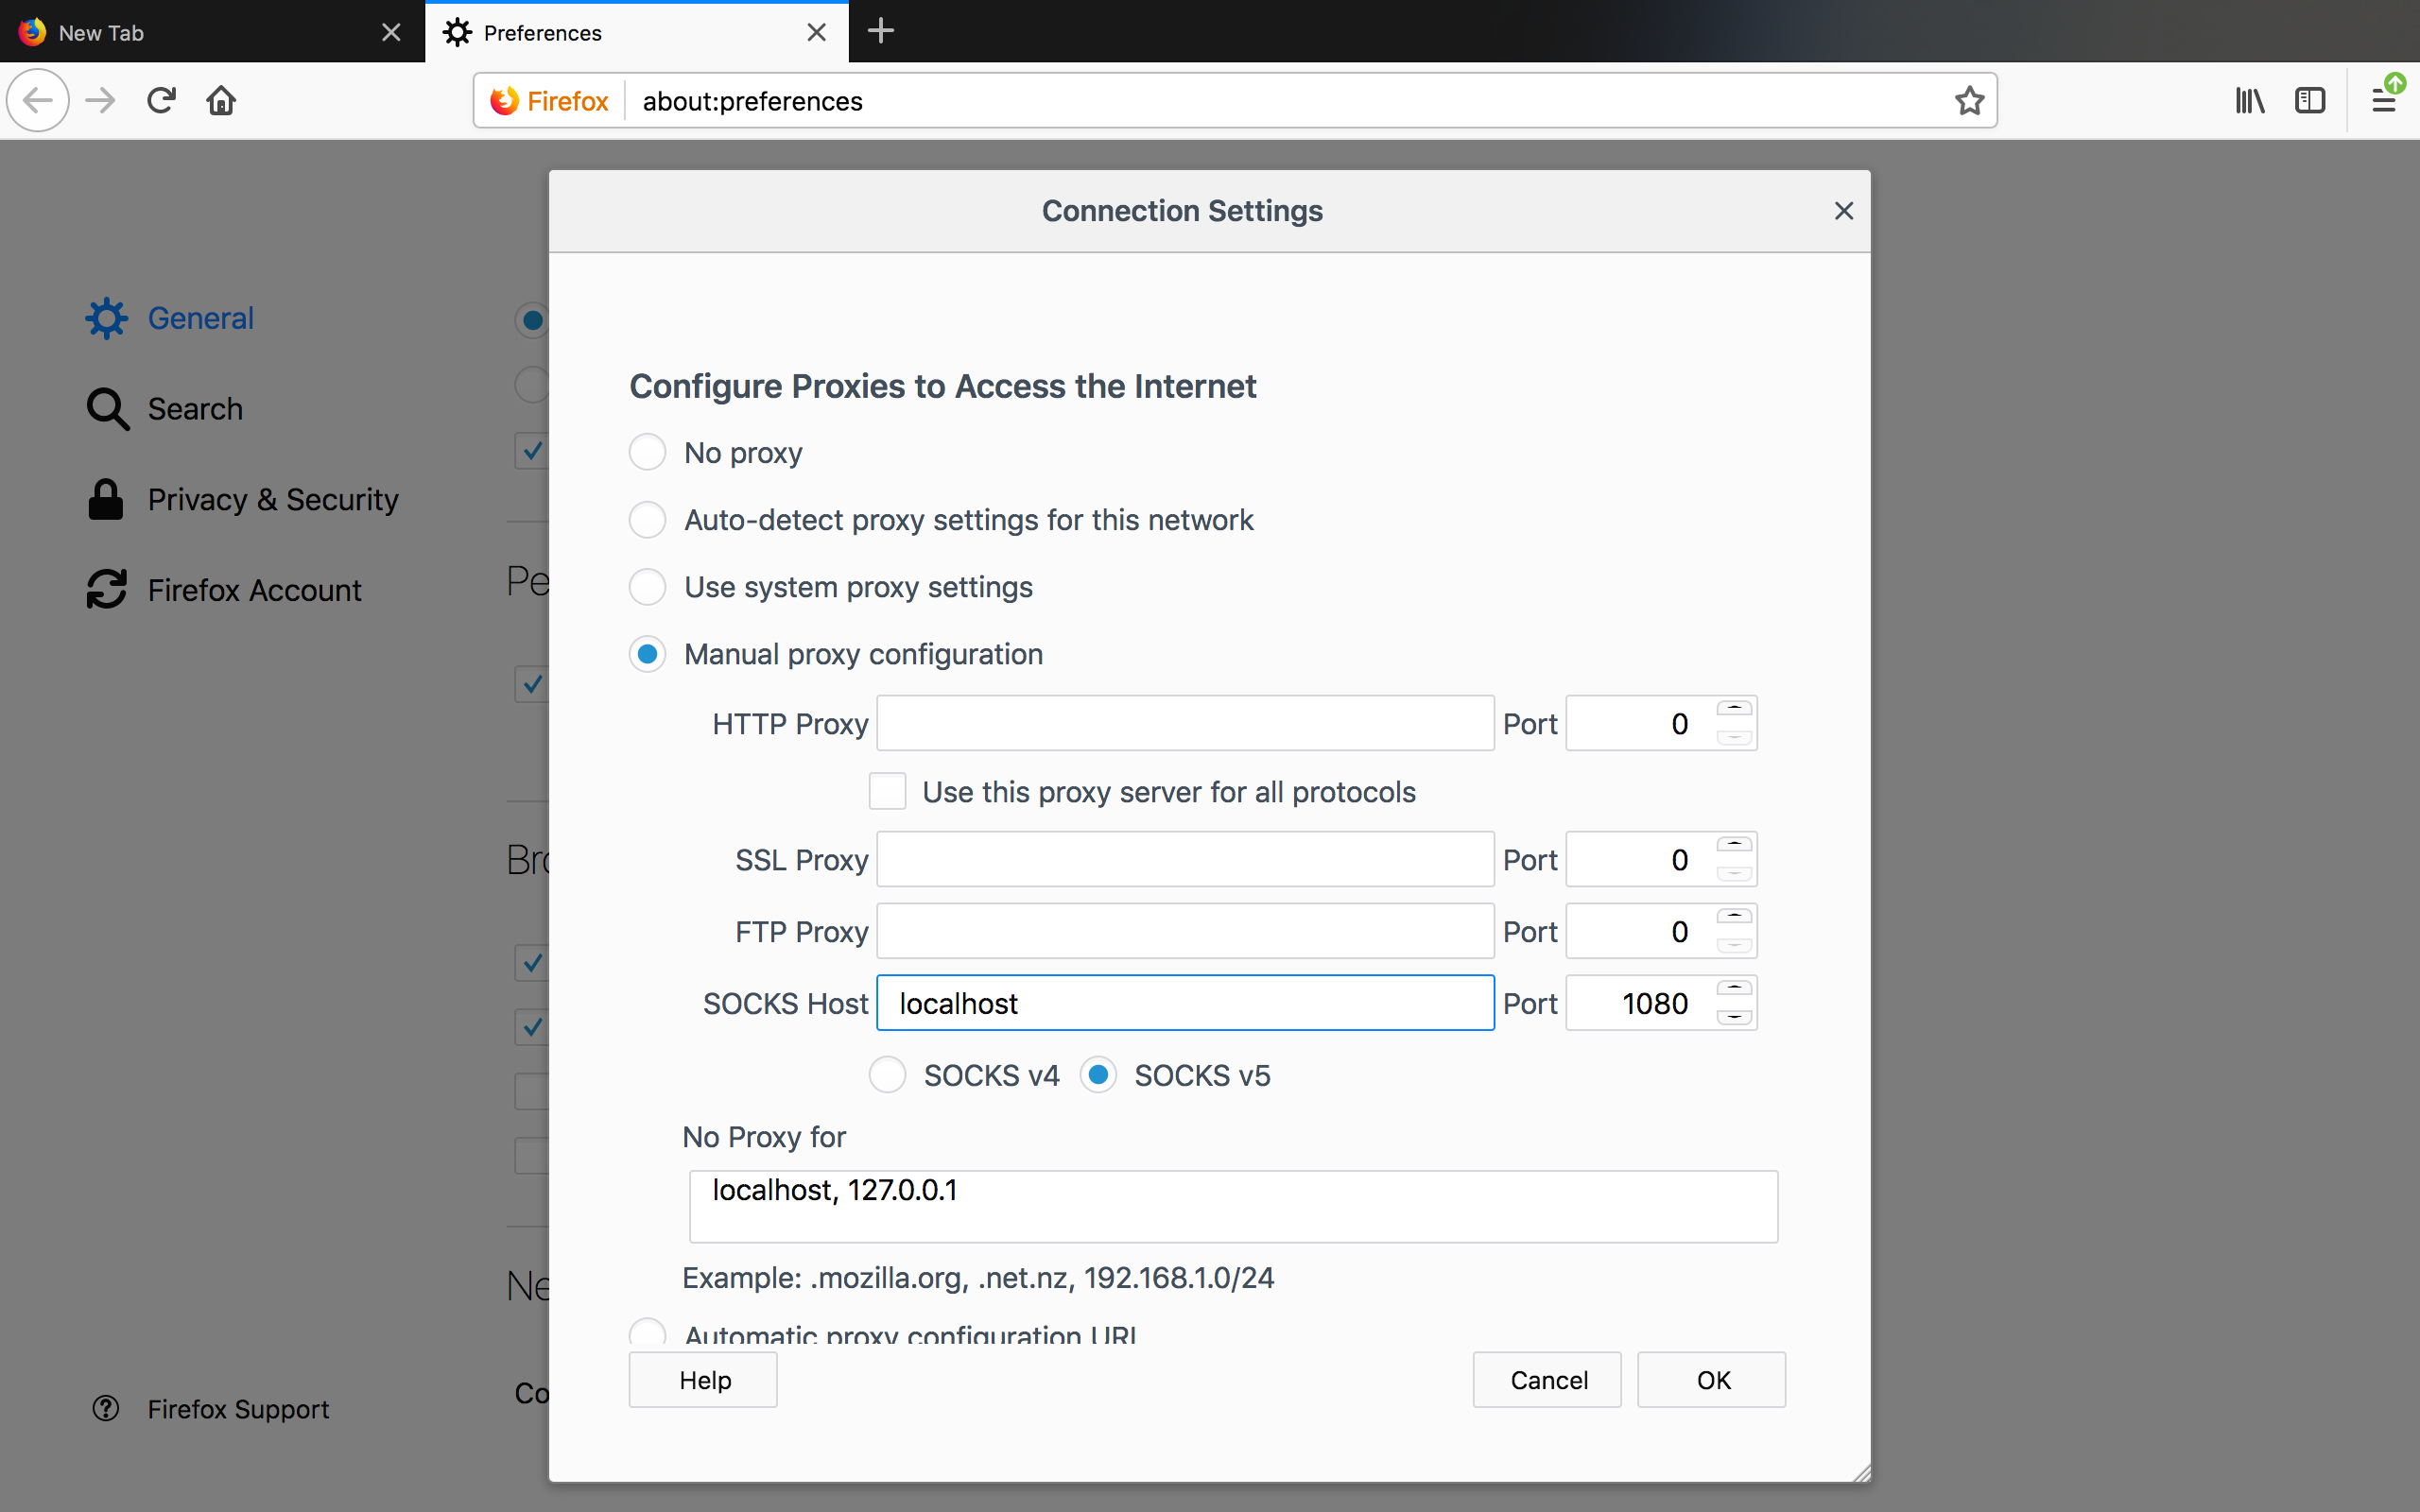 New Tab
Preferences
Firefox
about:preferences
Connection Settings
General
Search
Privacy & Security
Firefox Account
Pe
Configure Proxies to Access the Internet
No proxy
Auto-detect proxy settings for this network
Use system proxy settings
Manual proxy configuration
HTTP Proxy Port 0
Use this proxy server for all protocols
Bro
SSL Proxy Port 0
FTP Proxy Port 0
SOCKS Host localhost Port 1080
SOCKS v4 SOCKS v5
No Proxy for
localhost, 127.0.0.1
Example: .mozilla.org, .net.nz, 192.168.1.0/24
Ne
Automatic proxy configuration URL
Help Cancel OK
Co
Firefox Support